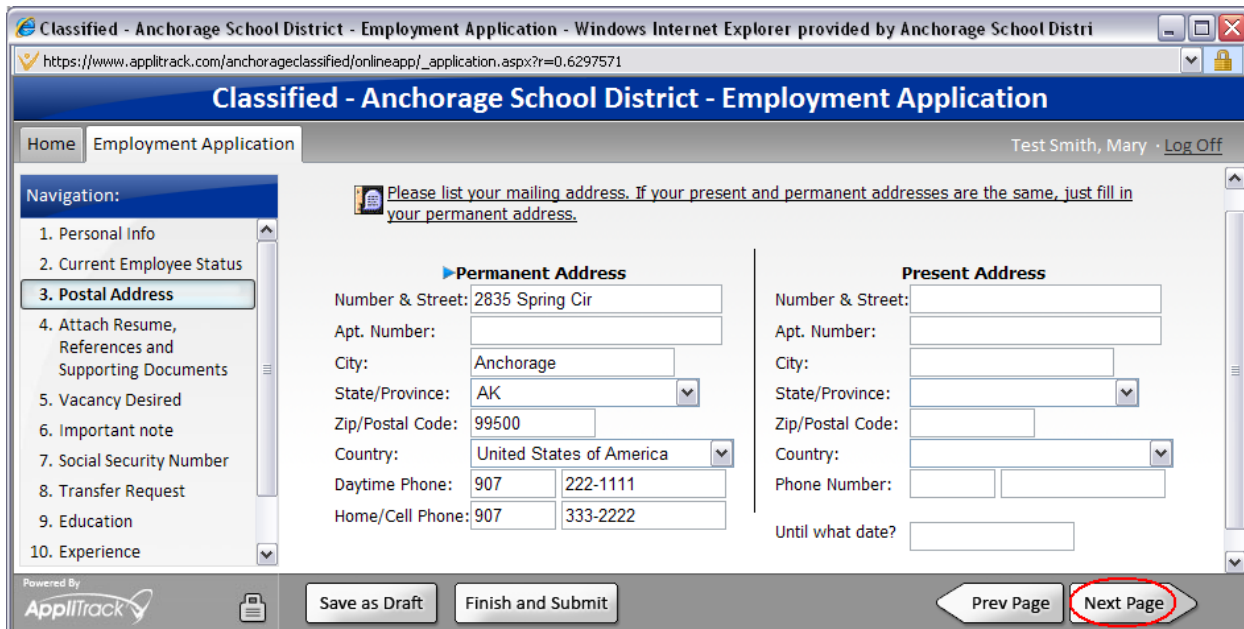 Classified - Anchorage School District - Employment Application - Windows Internet Explorer provided by Anchorage School Distri
https://www.applitrack.com/anchorageclassified/onlineapp/_application.aspx?r=0.6297571
Classified - Anchorage School District - Employment Application
Home Employment Application Test Smith, Mary · Log Off
Navigation:
1. Personal Info
2. Current Employee Status
3. Postal Address
4. Attach Resume,
References and
Supporting Documents
5. Vacancy Desired
6. Important note
7. Social Security Number
8. Transfer Request
9. Education
10. Experience
Please list your mailing address. If your present and permanent addresses are the same, just fill in
your permanent address.
Permanent Address
Number & Street: 2835 Spring Cir
Apt. Number:
City: Anchorage
State/Province: AK
Zip/Postal Code: 99500
Country: United States of America
Daytime Phone: 907 222-1111
Home/Cell Phone: 907 333-2222
Present Address
Number & Street:
Apt. Number:
City:
State/Province:
Zip/Postal Code:
Country:
Phone Number:
Until what date?
Powered By
AppliTrack
Save as Draft Finish and Submit Prev Page Next Page